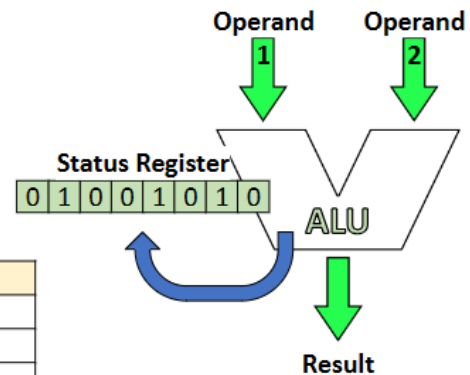 Operand Operand
1 2
Status Register
0 1 0 0 1 0 1 0
ALU
Result